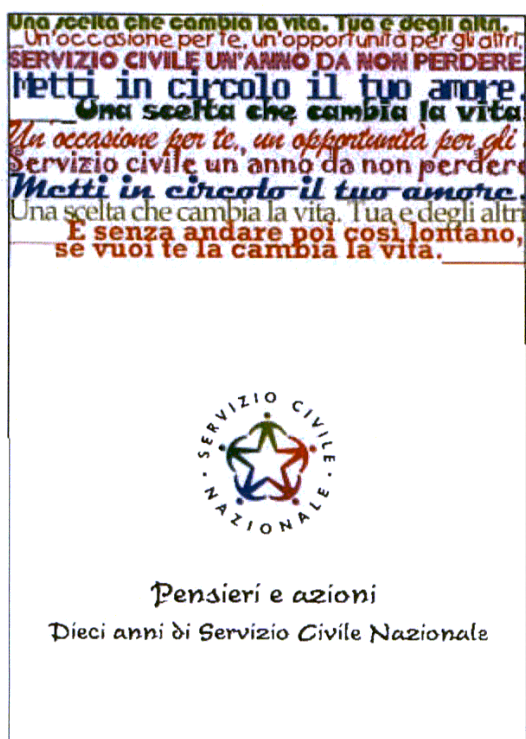 Una scelta che cambia la vita. Tua e degli altri.
_Un'occasione per te, un'opportunità per gli altri
SERVIZIO CIVILE UN'ANNO DA NON PERDERE
Metti in circolo il tuo amore.
___Una scelta che cambia la vita
Un occasione per te., un opportunità per gli
Servizio civile un anno da non perdere
Metti in circolo il tuo amore.
Una scelta che cambia la vita. Tua e degli altri
____È senza andare poi così lontano,
se vuoi te la cambia la vita.______
SERVIZIO CIVILE · NAZIONALE ·
Pensieri e azioni
Dieci anni di Servizio Civile Nazionale